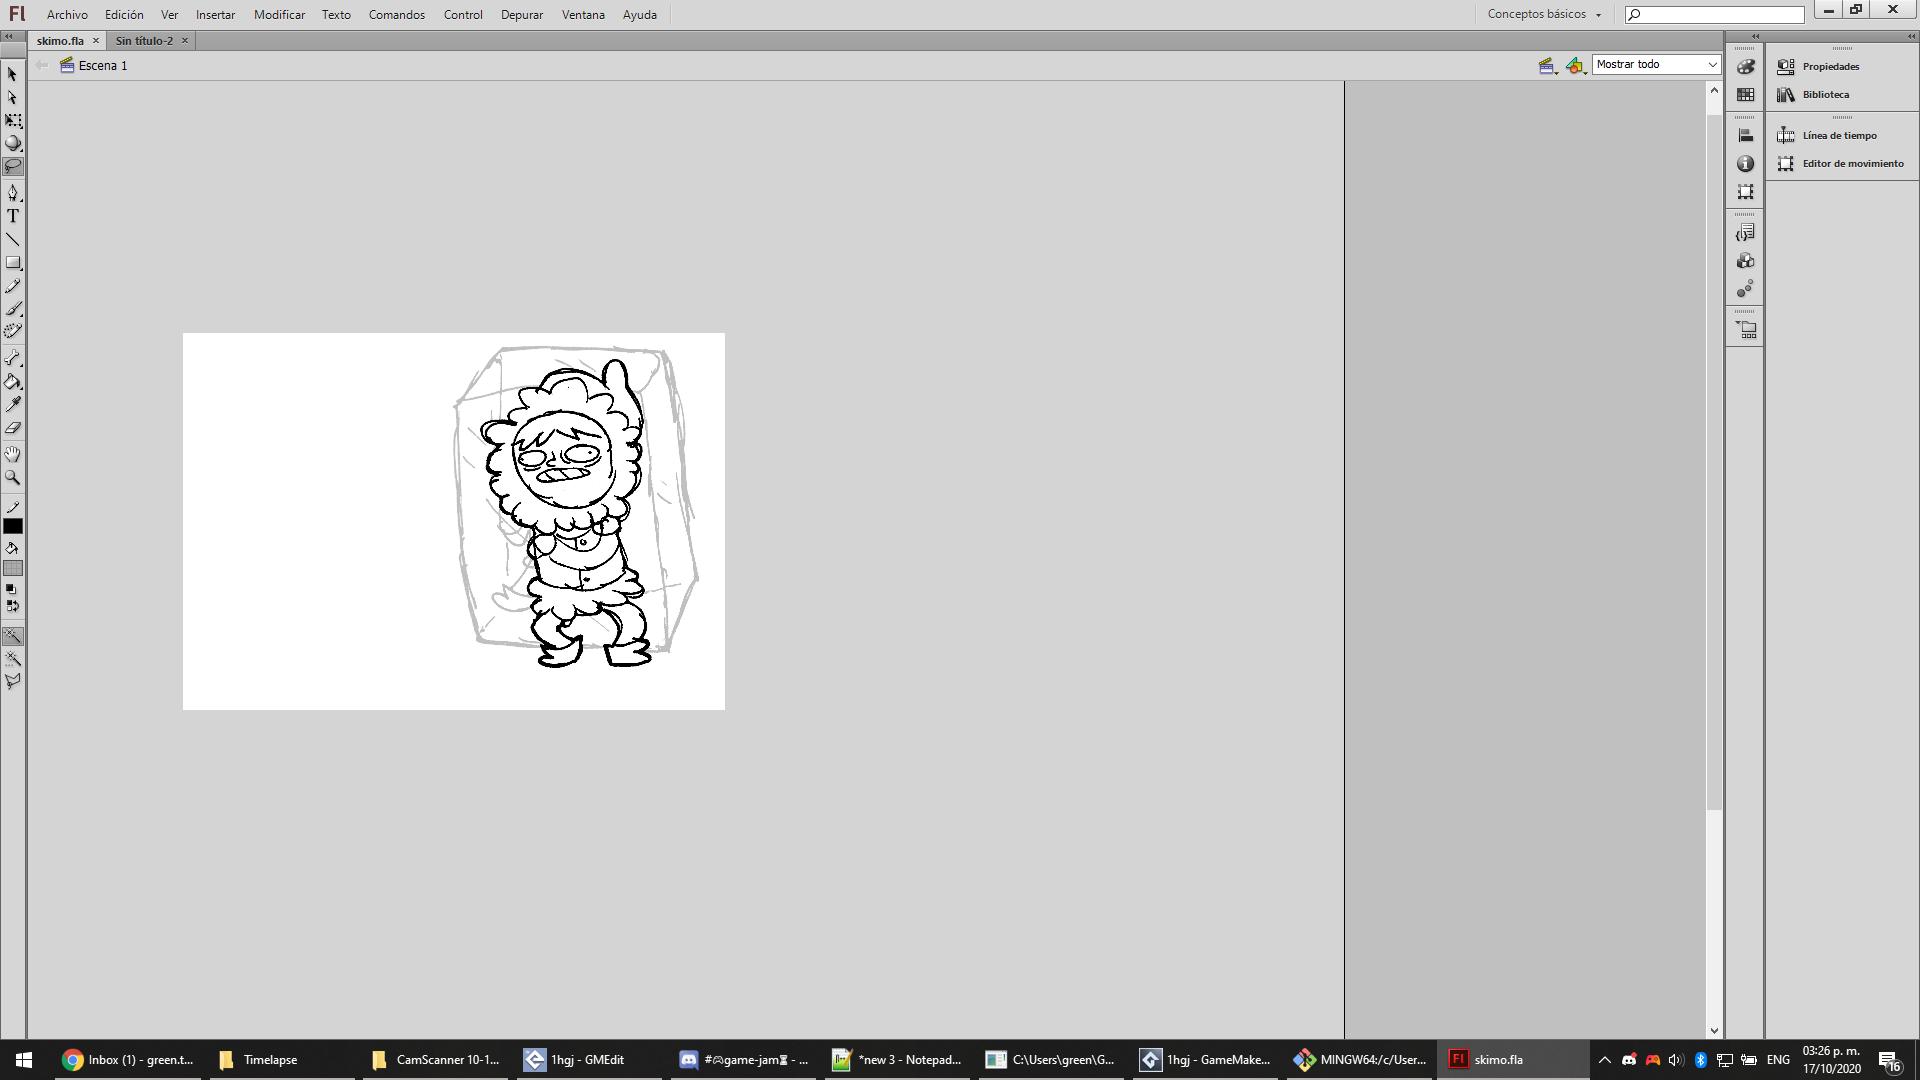 Fl Archivo Edición Ver Insertar Modificar Texto Comandos Control Depurar Ventana Ayuda Conceptos básicos
skimo.fla × Sin título-2 ×
Escena 1 Mostrar todo
Propiedades
Biblioteca
Línea de tiempo
Editor de movimiento
T
Inbox (1) - green.t... Timelapse CamScanner 10-1... 1hgj - GMEdit #🎮game-jam⏳ - ... *new 3 - Notepad... C:\Users\green\G... 1hgj - GameMake... MINGW64:/c/User... Fl skimo.fla ENG 03:26 p. m.
17/10/2020 16